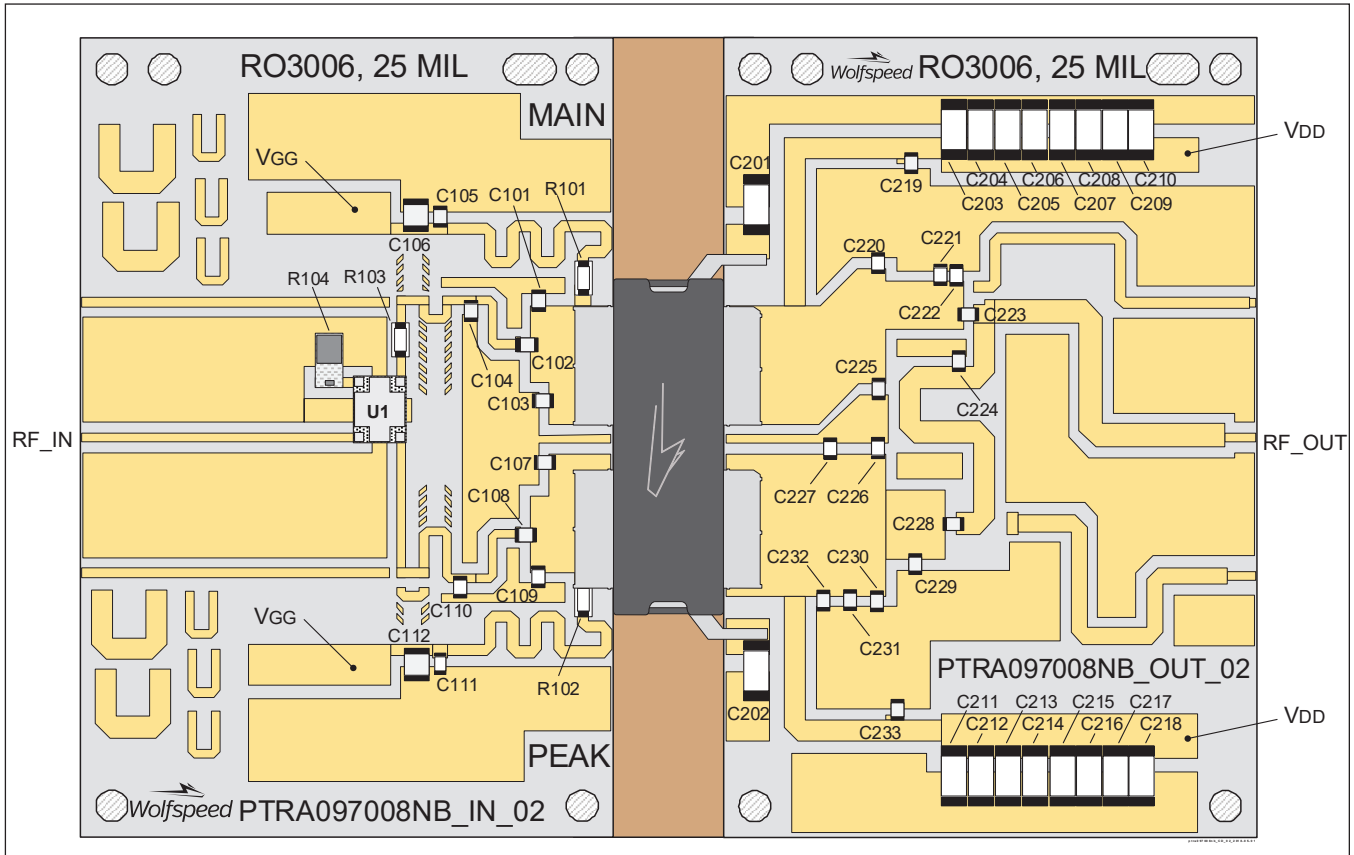 RO3006, 25 MIL
Wolfspeed RO3006, 25 MIL
MAIN
VDD
VGG
C105
C101
R101
C201
C219
C203
C204
C205
C206
C207
C208
C209
C210
C106
R104
R103
C220
C221
C222
C223
C102
C104
C225
C224
C103
U1
RF_IN
RF_OUT
C107
C227
C226
C108
C228
C232
C230
C229
C110
C109
C231
VGG
C112
C111
R102
C202
PTRA097008NB_OUT_02
C211
C212
C213
C214
C215
C216
C217
C218
VDD
C233
PEAK
Wolfspeed PTRA097008NB_IN_02